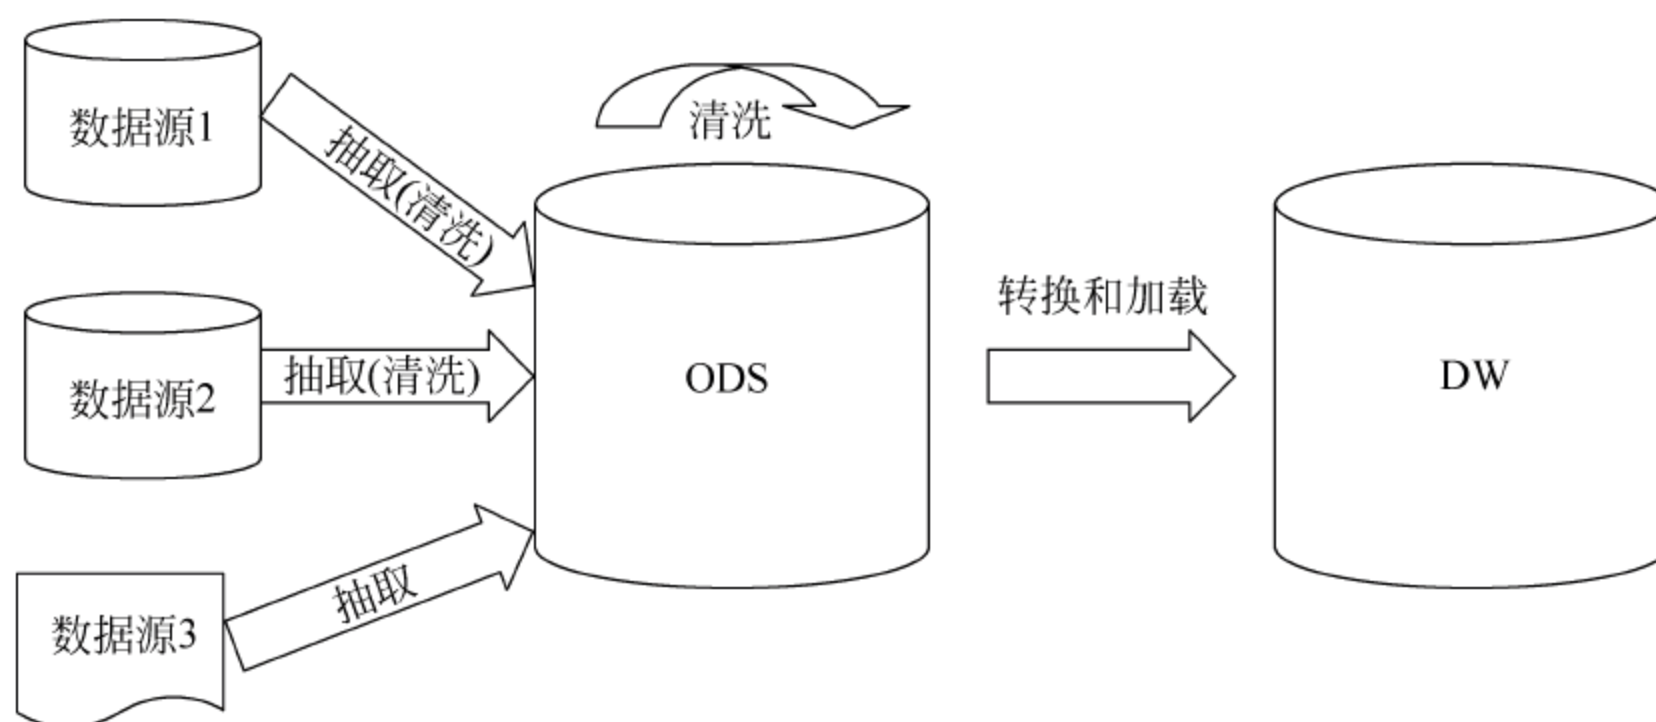 数据源1
抽取(清洗)
清洗
数据源2
抽取(清洗)
ODS
转换和加载
DW
数据源3
抽取